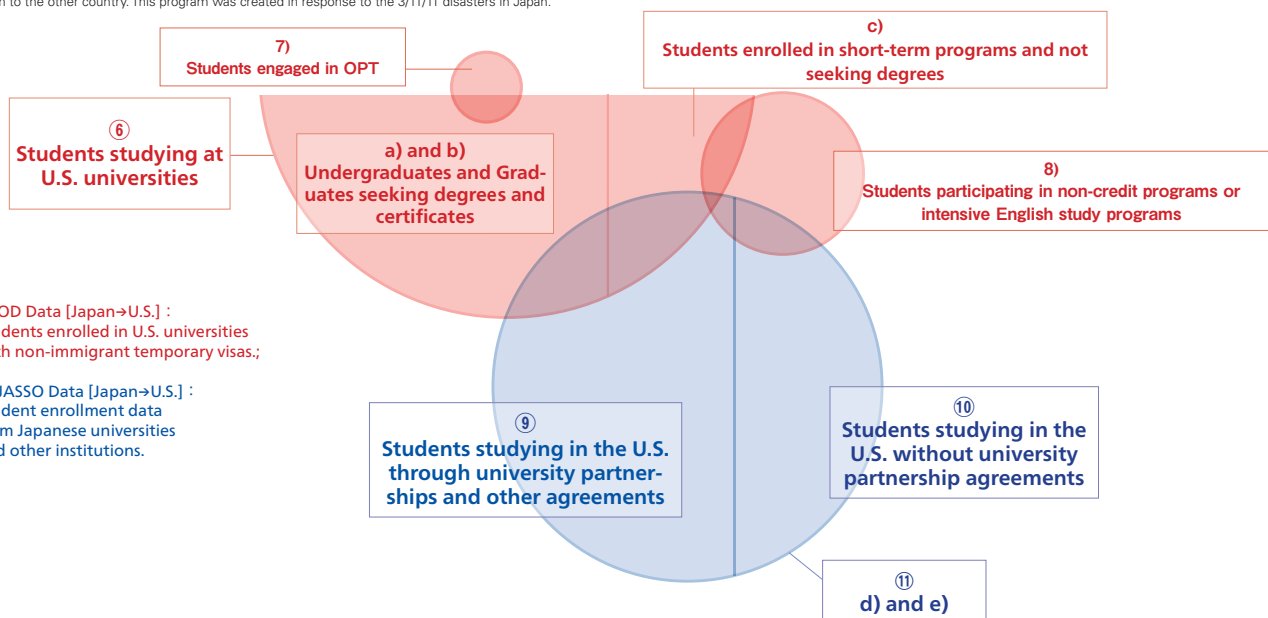 to the other country. This program was created in response to the 3/11/11 disasters in Japan.
7)
Students engaged in OPT
c)
Students enrolled in short-term programs and not
seeking degrees
⑥
Students studying at
U.S. universities
a) and b)
Undergraduates and Grad-
uates seeking degrees and
certificates
8)
Students participating in non-credit programs or
intensive English study programs
OD Data [Japan→U.S.]：
dents enrolled in U.S. universities
th non-immigrant temporary visas.;
JASSO Data [Japan→U.S.]：
dent enrollment data
m Japanese universities
d other institutions.
⑨
Students studying in the U.S.
through university partner-
ships and other agreements
⑩
Students studying in the
U.S. without university
partnership agreements
⑪
d) and e)